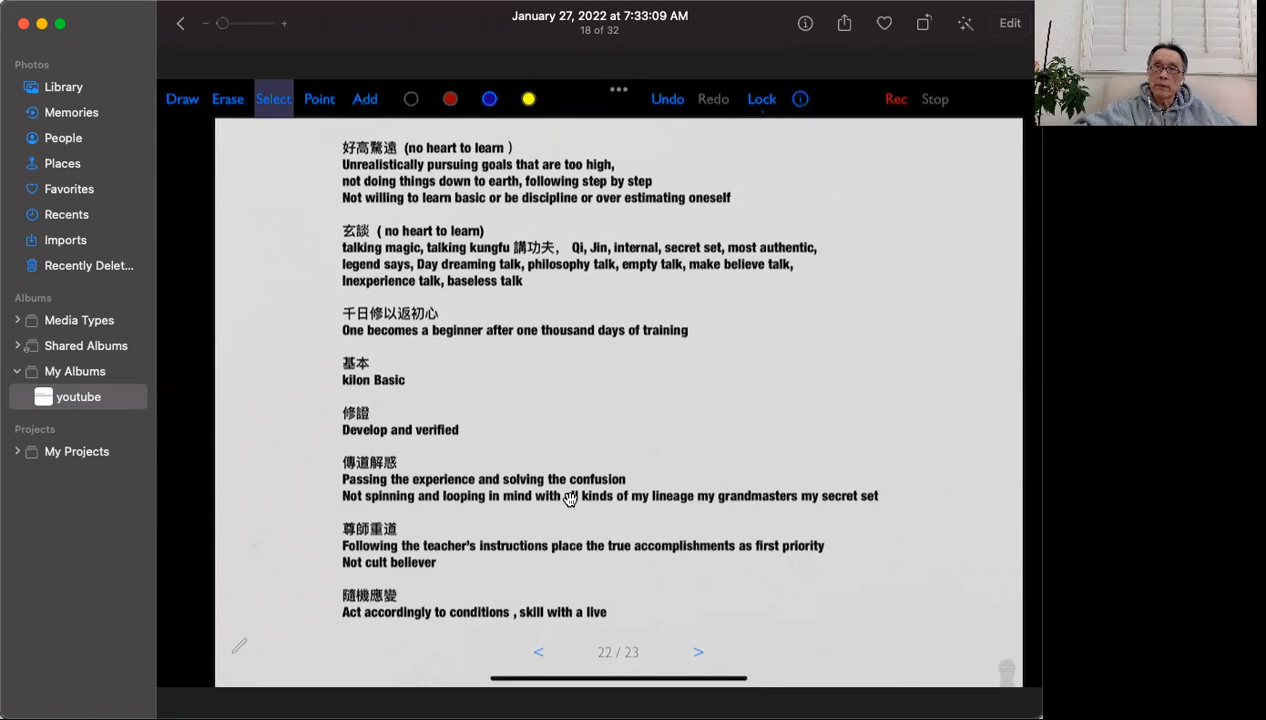 January 27, 2022 at 7:33:09 AM
18 of 32
Edit
Photos
Library
Memories
People
Places
Favorites
Recents
Imports
Recently Delet...
Albums
Media Types
Shared Albums
My Albums
youtube
Projects
My Projects
Draw Erase Select Point Add Undo Redo Lock Rec Stop
好高騖遠 (no heart to learn )
Unrealistically pursuing goals that are too high,
not doing things down to earth, following step by step
Not willing to learn basic or be discipline or over estimating oneself
玄談 ( no heart to learn)
talking magic, talking kungfu 講功夫, Qi, Jin, internal, secret set, most authentic,
legend says, Day dreaming talk, philosophy talk, empty talk, make believe talk,
Inexperience talk, baseless talk
千日修以返初心
One becomes a beginner after one thousand days of training
基本
kilon Basic
修證
Develop and verified
傳道解惑
Passing the experience and solving the confusion
Not spinning and looping in mind with kinds of my lineage my grandmasters my secret set
尊師重道
Following the teacher's instructions place the true accomplishments as first priority
Not cult believer
隨機應變
Act accordingly to conditions , skill with a live
< 22 / 23 >